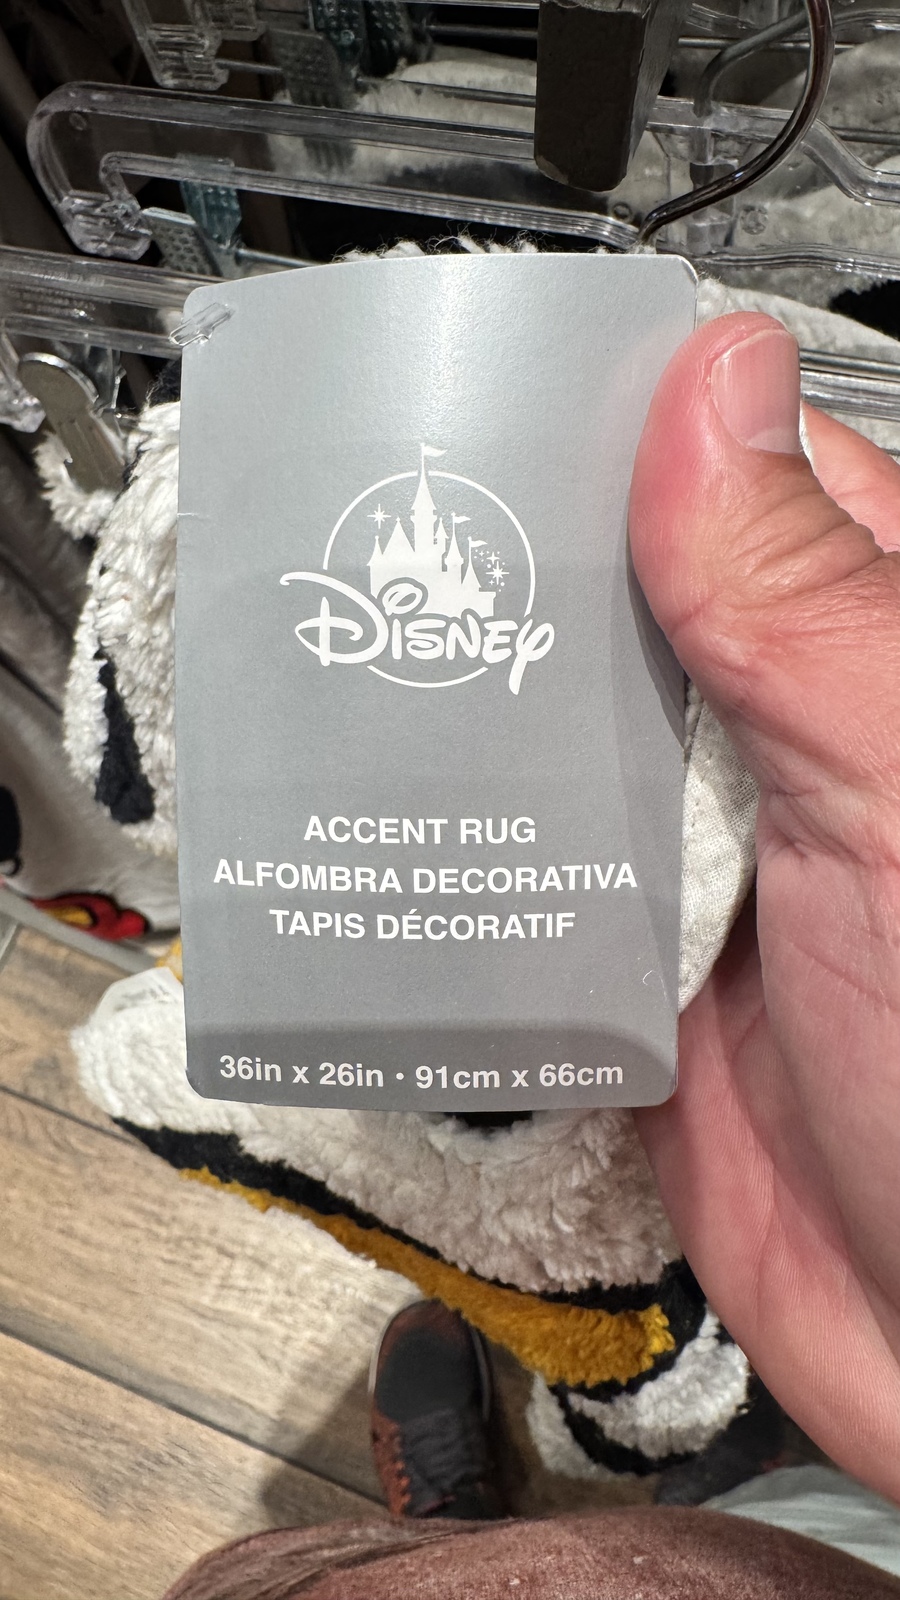 Disney
ACCENT RUG
ALFOMBRA DECORATIVA
TAPIS DÉCORATIF
36in x 26in • 91cm x 66cm